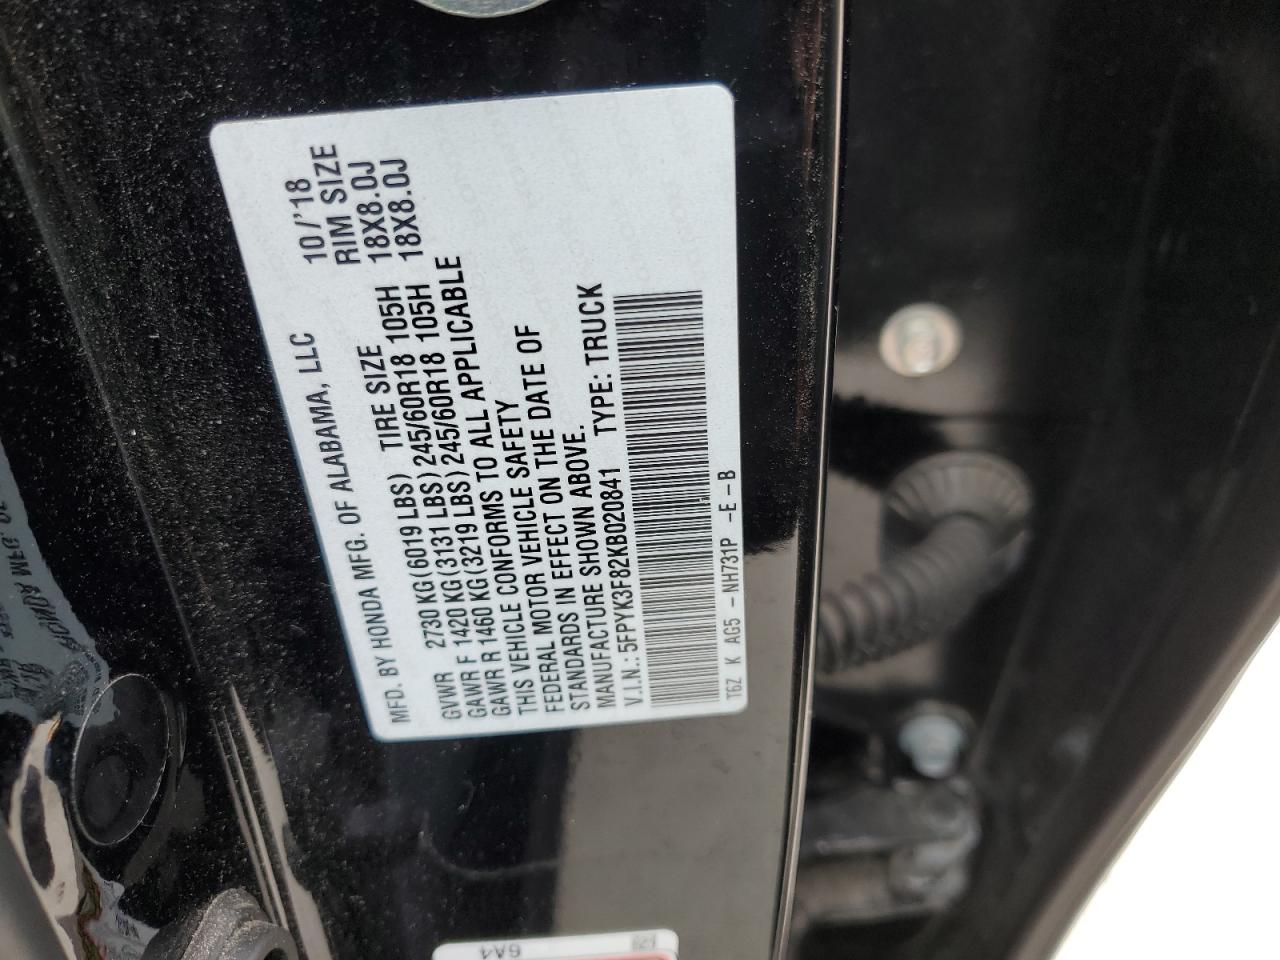 MFD. BY HONDA MFG. OF ALABAMA, LLC 10/'18
TIRE SIZE RIM SIZE
GVWR 2730 KG (6019 LBS)
GAWR F 1420 KG (3131 LBS) 245/60R18 105H 18X8.0J
GAWR R 1460 KG (3219 LBS) 245/60R18 105H 18X8.0J
THIS VEHICLE CONFORMS TO ALL APPLICABLE
FEDERAL MOTOR VEHICLE SAFETY
STANDARDS IN EFFECT ON THE DATE OF
MANUFACTURE SHOWN ABOVE.
V.I.N.: 5FPYK3F82KB020841 TYPE: TRUCK
T6Z K AG5 - NH731P - E - B
6A4